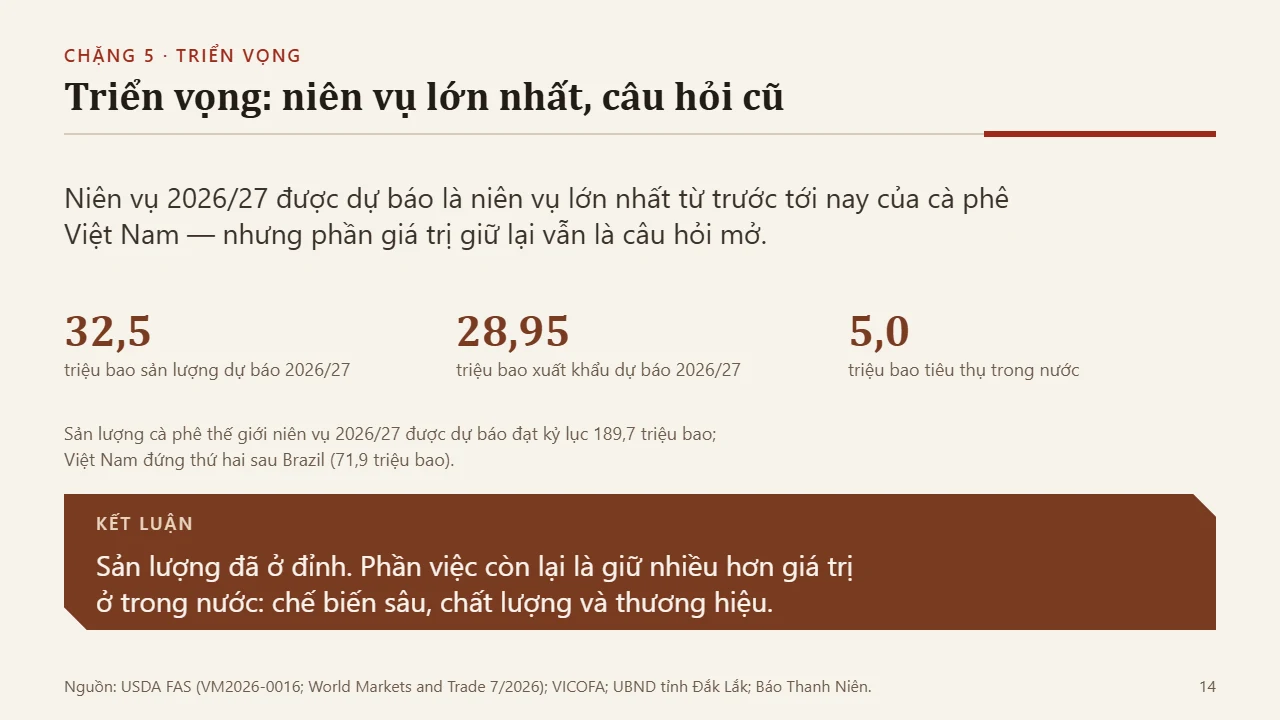 CHẶNG 5 · TRIỂN VỌNG
Triển vọng: niên vụ lớn nhất, câu hỏi cũ
Niên vụ 2026/27 được dự báo là niên vụ lớn nhất từ trước tới nay của cà phê
Việt Nam — nhưng phần giá trị giữ lại vẫn là câu hỏi mở.
32,5
triệu bao sản lượng dự báo 2026/27
28,95
triệu bao xuất khẩu dự báo 2026/27
5,0
triệu bao tiêu thụ trong nước
Sản lượng cà phê thế giới niên vụ 2026/27 được dự báo đạt kỷ lục 189,7 triệu bao;
Việt Nam đứng thứ hai sau Brazil (71,9 triệu bao).
KẾT LUẬN
Sản lượng đã ở đỉnh. Phần việc còn lại là giữ nhiều hơn giá trị
ở trong nước: chế biến sâu, chất lượng và thương hiệu.
Nguồn: USDA FAS (VM2026-0016; World Markets and Trade 7/2026); VICOFA; UBND tỉnh Đắk Lắk; Báo Thanh Niên.
14